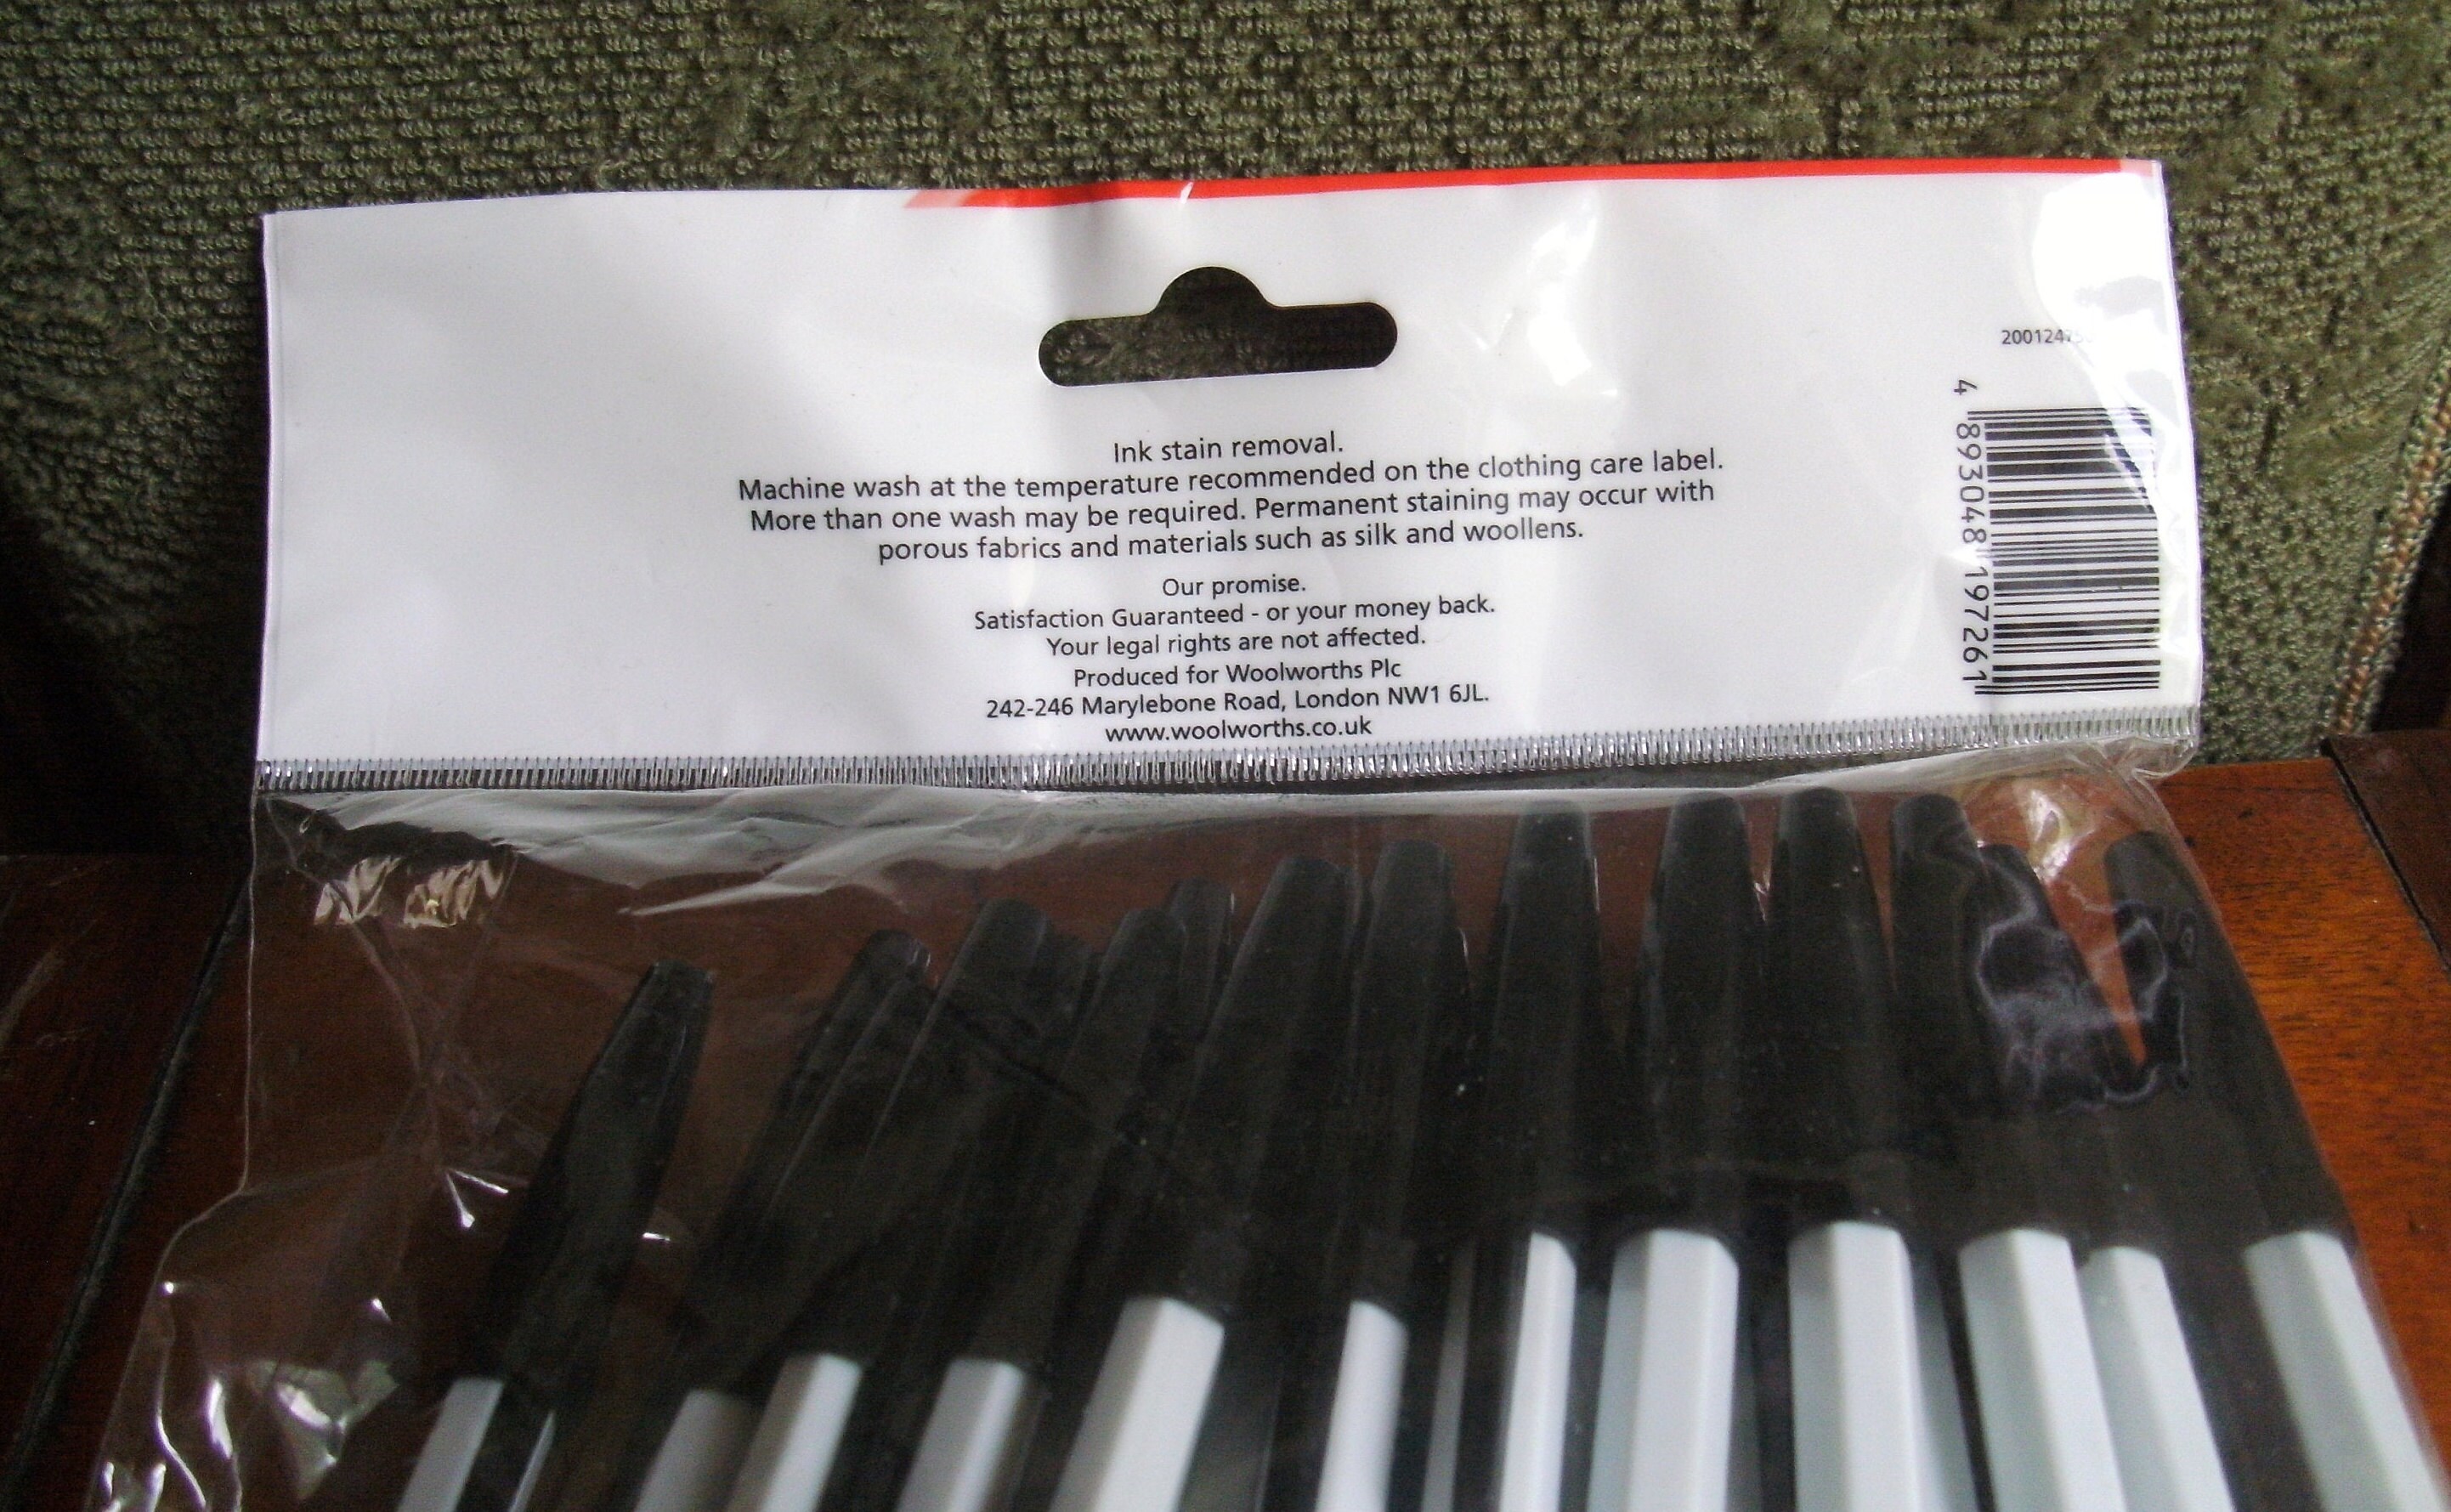 Ink stain removal.
Machine wash at the temperature recommended on the clothing care label.
More than one wash may be required. Permanent staining may occur with
porous fabrics and materials such as silk and woollens.
Our promise.
Satisfaction Guaranteed - or your money back.
Your legal rights are not affected.
Produced for Woolworths Plc
242-246 Marylebone Road, London NW1 6JL.
www.woolworths.co.uk
4 893048 197261